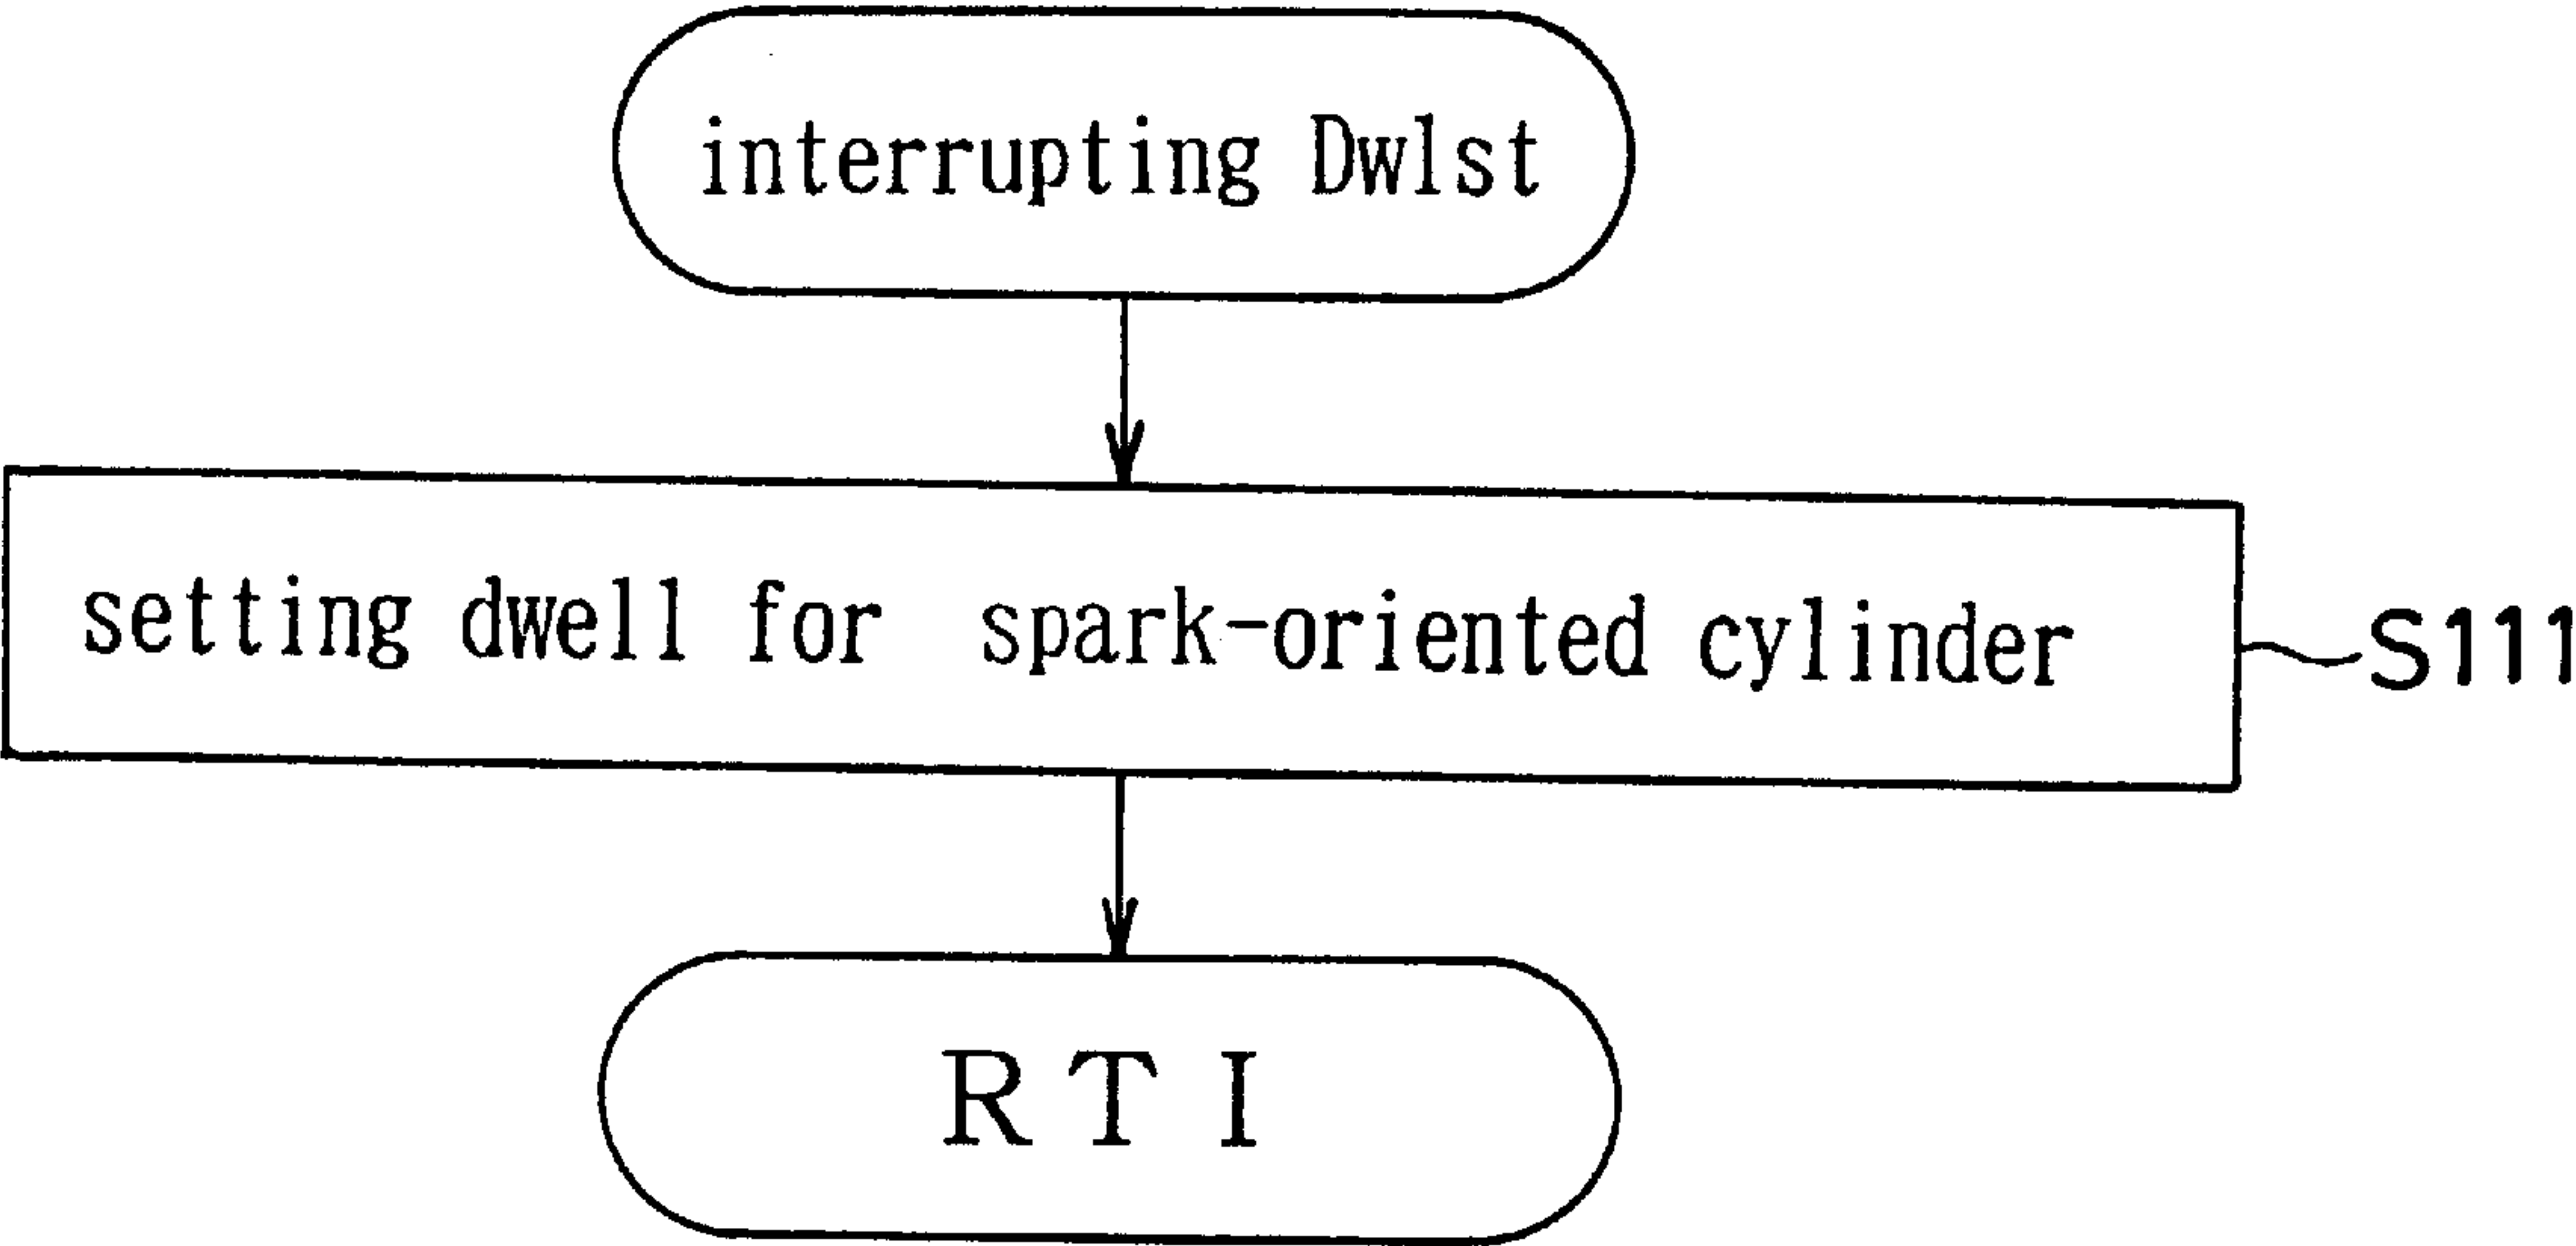 interrupting Dwlst
setting dwell for spark-oriented cylinder
S111
RTI